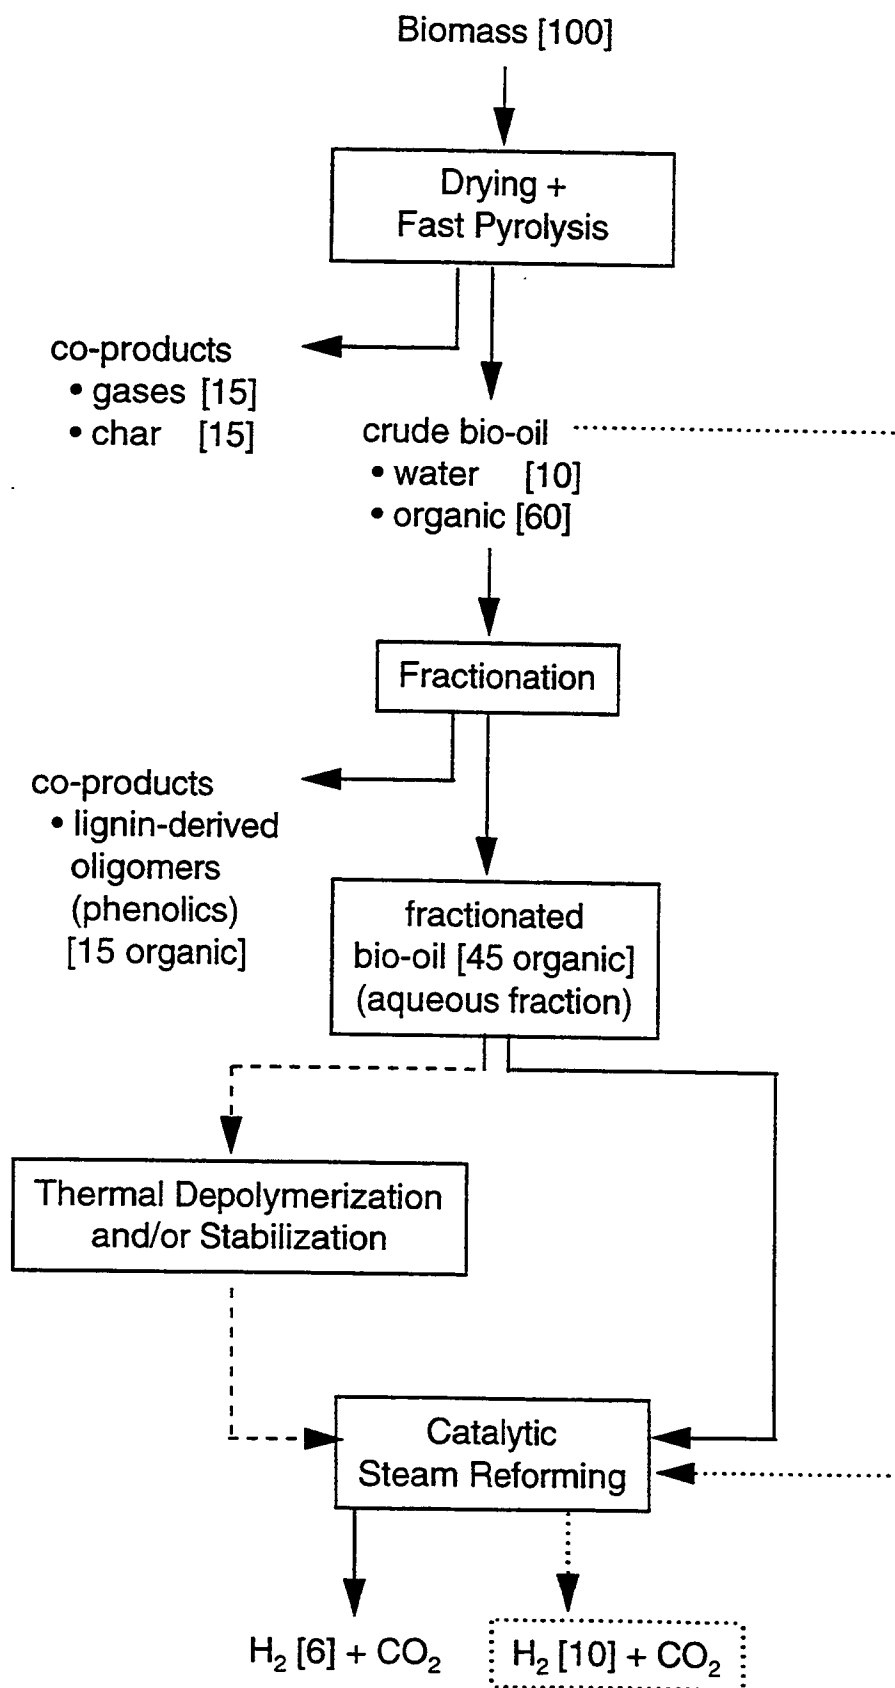 Biomass [100]
Drying +
Fast Pyrolysis
co-products
• gases [15]
• char [15]
crude bio-oil
• water [10]
• organic [60]
Fractionation
co-products
• lignin-derived
oligomers
(phenolics)
[15 organic]
fractionated
bio-oil [45 organic]
(aqueous fraction)
Thermal Depolymerization
and/or Stabilization
Catalytic
Steam Reforming
H₂ [6] + CO₂
H₂ [10] + CO₂